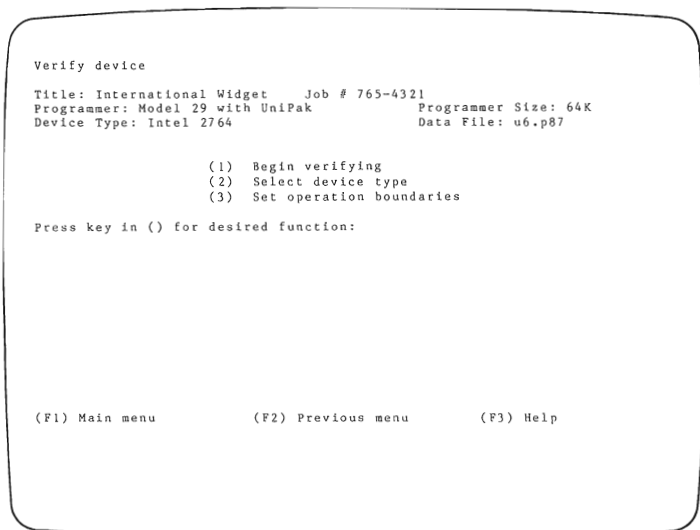 Verify device
Title: International Widget    Job # 765-4321
Programmer: Model 29 with UniPak    Programmer Size: 64K
Device Type: Intel 2764    Data File: u6.p87
(1)  Begin verifying
(2)  Select device type
(3)  Set operation boundaries
Press key in () for desired function:
(F1) Main menu    (F2) Previous menu    (F3) Help